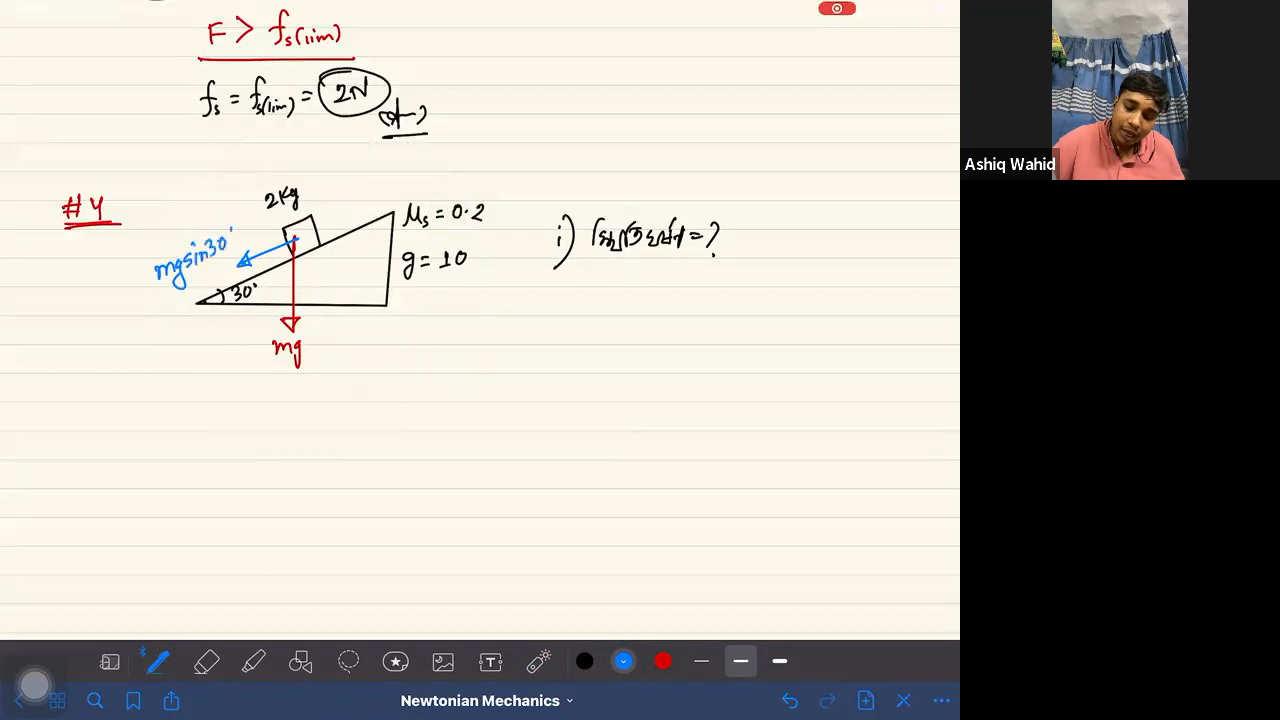 F > fs(lim)
fs = fs(lim) = 2N
#4
2kg
μs = 0.2
g = 10
mgsin30°
30°
mg
i) স্থিতি ঘর্ষণ = ?
Ashiq Wahid
Newtonian Mechanics